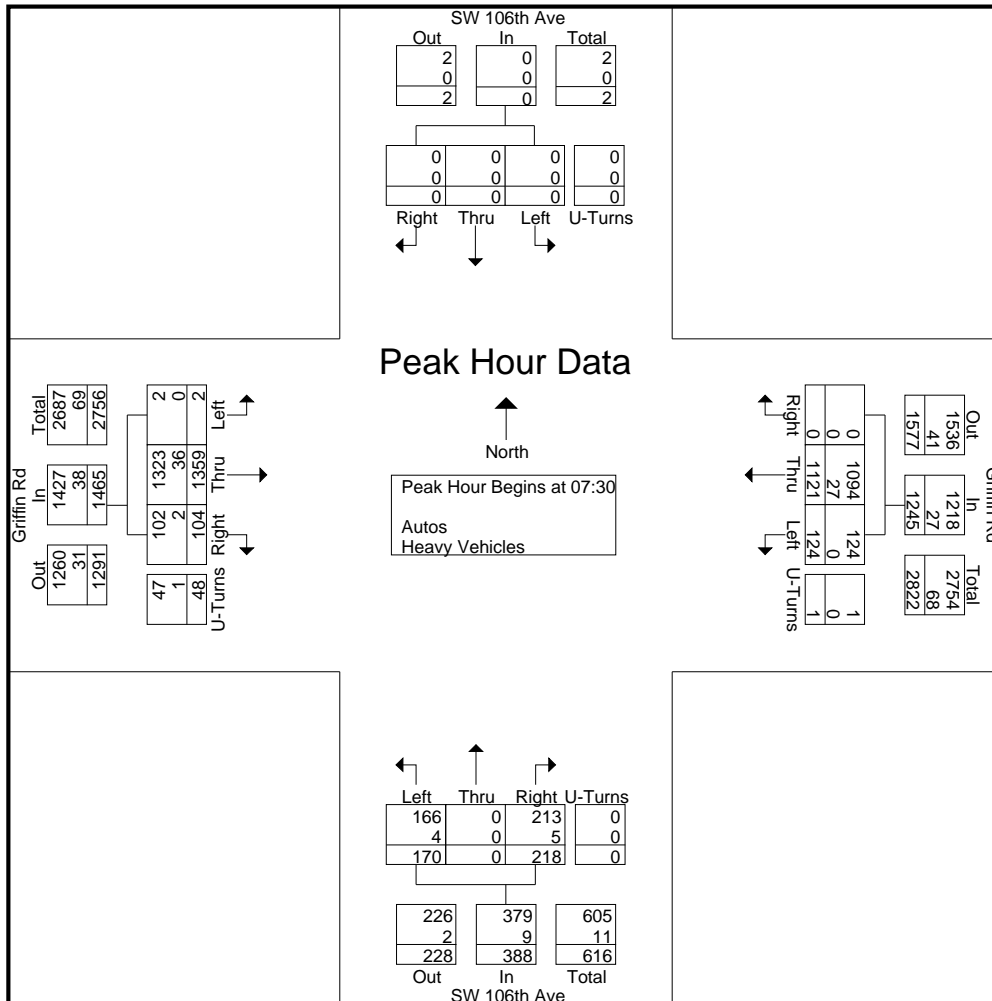 SW 106th Ave
Out In Total
2 0 2
0 0 0
2 0 2
0 0 0 0
0 0 0 0
0 0 0 0
Right Thru Left U-Turns
Peak Hour Data
North
Peak Hour Begins at 07:30
Autos
Heavy Vehicles
Griffin Rd
Total In Out
2687 1427 1260
69 38 31
2756 1465 1291
2 1323 102 47
0 36 2 1
2 1359 104 48
Left Thru Right U-Turns
Griffin Rd
Out In Total
1536 1218 2754
41 27 68
1577 1245 2822
0 1094 124 1
0 27 0 0
0 1121 124 1
Right Thru Left U-Turns
Left Thru Right U-Turns
166 0 213 0
4 0 5 0
170 0 218 0
226 379 605
2 9 11
228 388 616
Out In Total
SW 106th Ave